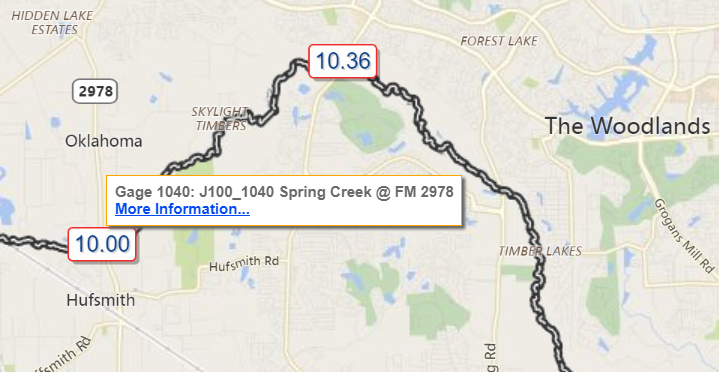 HIDDEN LAKE
ESTATES
10.36
FOREST LAKE
2978
SKYLIGHT
TIMBERS
Oklahoma
The Woodlands
Gage 1040: J100_1040 Spring Creek @ FM 2978
More Information...
10.00
Hufsmith Rd
TIMBER LAKES
Grogans Mill Rd
Hufsmith
ffsmith Rd
g Rd